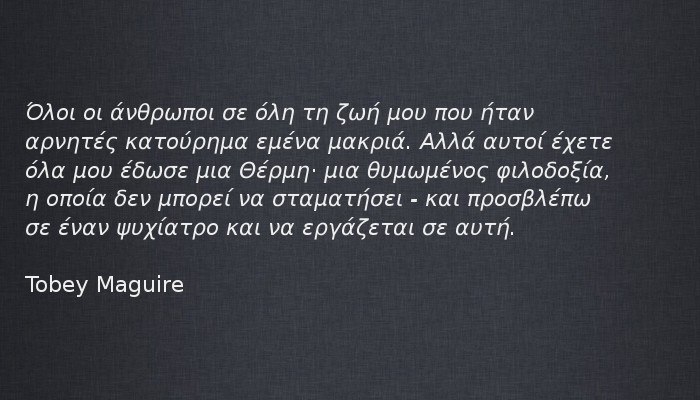 Όλοι οι άνθρωποι σε όλη τη ζωή μου που ήταν
αρνητές κατούρημα εμένα μακριά. Αλλά αυτοί έχετε
όλα μου έδωσε μια Θέρμη· μια θυμωμένος φιλοδοξία,
η οποία δεν μπορεί να σταματήσει - και προσβλέπω
σε έναν ψυχίατρο και να εργάζεται σε αυτή.
Tobey Maguire